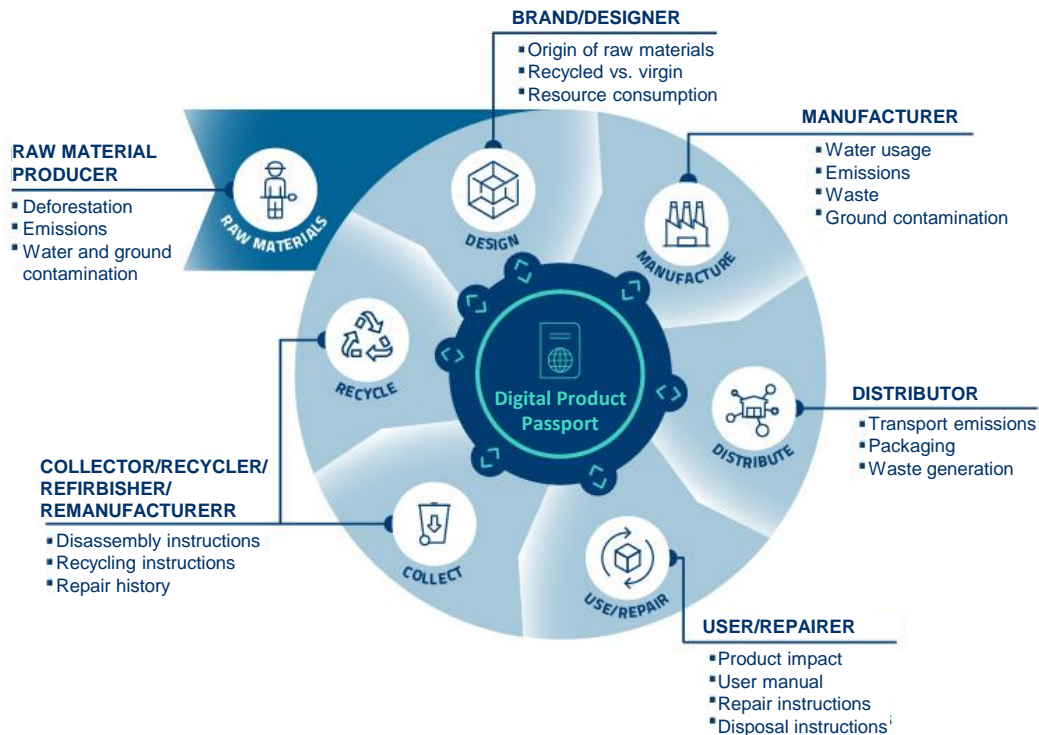 BRAND/DESIGNER
▪ Origin of raw materials
▪ Recycled vs. virgin
▪ Resource consumption
MANUFACTURER
▪ Water usage
▪ Emissions
▪ Waste
▪ Ground contamination
RAW MATERIAL
PRODUCER
▪ Deforestation
▪ Emissions
▪ Water and ground
contamination
RAW MATERIALS
DESIGN
MANUFACTURE
RECYCLE
Digital Product
Passport
DISTRIBUTE
DISTRIBUTOR
▪ Transport emissions
▪ Packaging
▪ Waste generation
COLLECTOR/RECYCLER/
REFIRBISHER/
REMANUFACTURERR
▪ Disassembly instructions
▪ Recycling instructions
▪ Repair history
COLLECT
USE/REPAIR
USER/REPAIRER
▪ Product impact
▪ User manual
▪ Repair instructions
▪ Disposal instructions